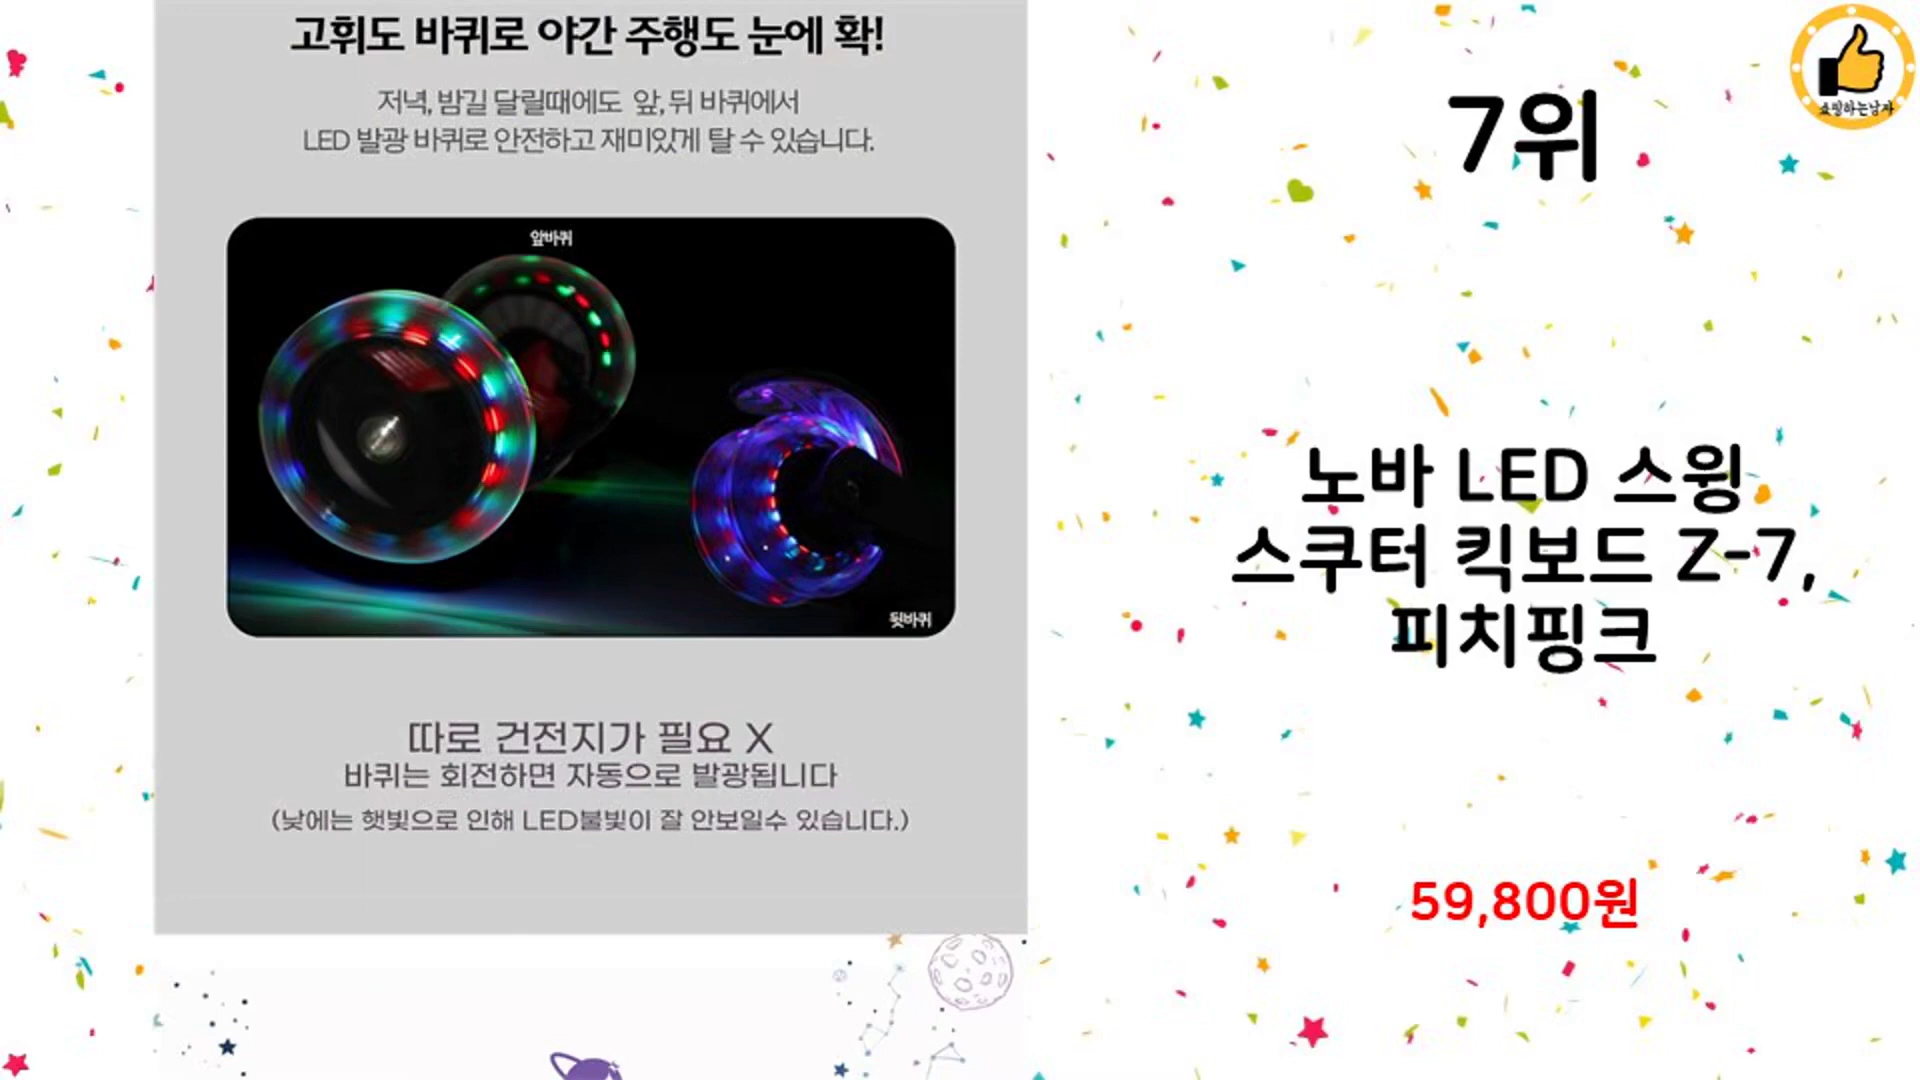 고휘도 바퀴로 야간 주행도 눈에 확!
저녁, 밤길 달릴때에도 앞, 뒤 바퀴에서
LED 발광 바퀴로 안전하고 재미있게 탈 수 있습니다.
앞바퀴
뒷바퀴
따로 건전지가 필요 X
바퀴는 회전하면 자동으로 발광됩니다
(낮에는 햇빛으로 인해 LED불빛이 잘 안보일수 있습니다.)
쇼핑하는남자
7위
노바 LED 스윙
스쿠터 킥보드 Z-7,
피치핑크
59,800원